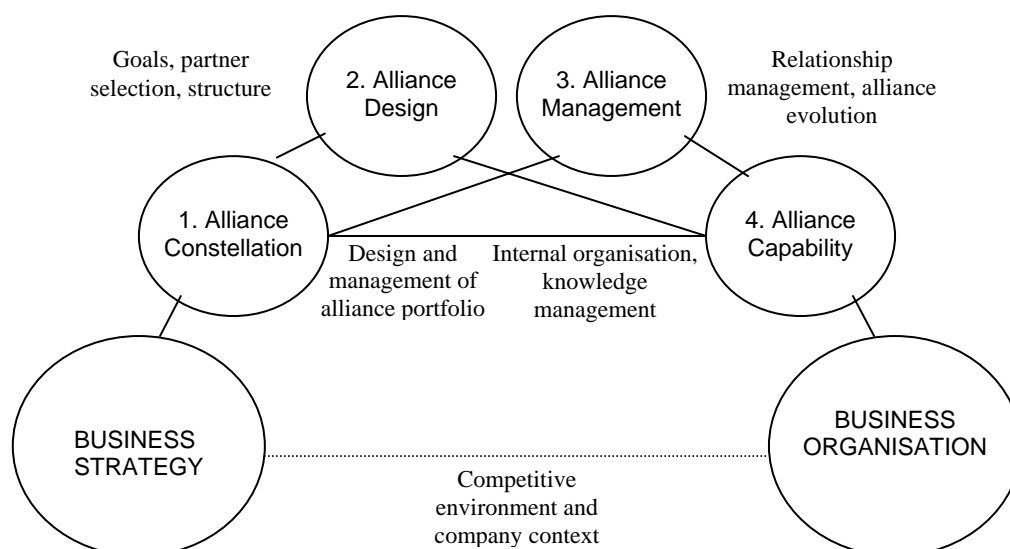 Goals, partner
selection, structure
2. Alliance
Design
3. Alliance
Management
Relationship
management, alliance
evolution
1. Alliance
Constellation
4. Alliance
Capability
Design and
management of
alliance portfolio
Internal organisation,
knowledge
management
BUSINESS
STRATEGY
BUSINESS
ORGANISATION
Competitive
environment and
company context